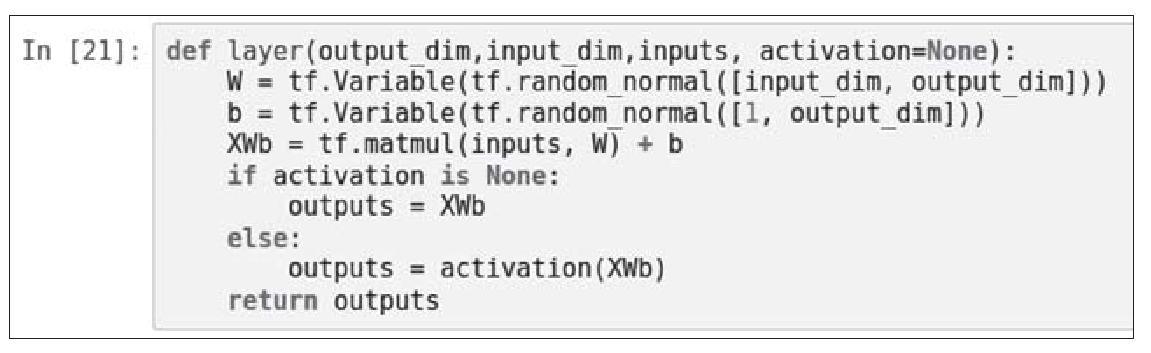 In [21]: def layer(output_dim,input_dim,inputs, activation=None):
    W = tf.Variable(tf.random_normal([input_dim, output_dim]))
    b = tf.Variable(tf.random_normal([1, output_dim]))
    XWb = tf.matmul(inputs, W) + b
    if activation is None:
        outputs = XWb
    else:
        outputs = activation(XWb)
    return outputs